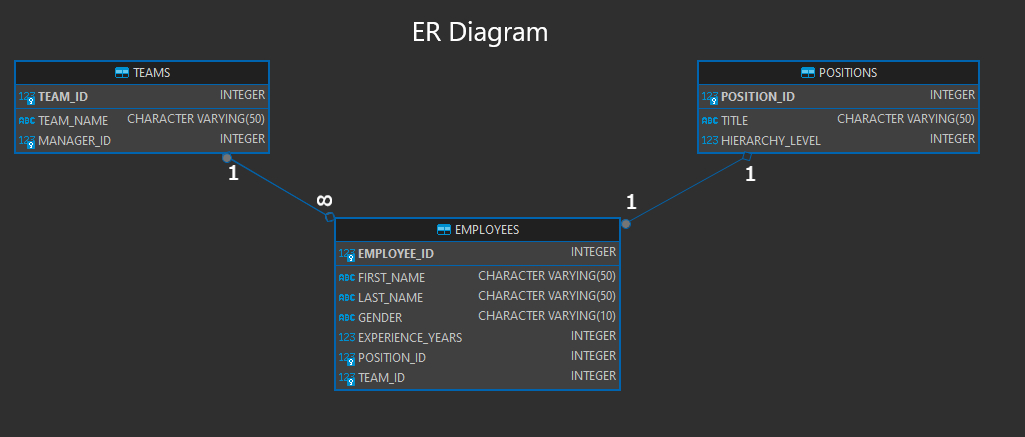 ER Diagram
TEAMS
123 TEAM_ID INTEGER
ABC TEAM_NAME CHARACTER VARYING(50)
123 MANAGER_ID INTEGER
POSITIONS
123 POSITION_ID INTEGER
ABC TITLE CHARACTER VARYING(50)
123 HIERARCHY_LEVEL INTEGER
1
∞
1
1
EMPLOYEES
123 EMPLOYEE_ID INTEGER
ABC FIRST_NAME CHARACTER VARYING(50)
ABC LAST_NAME CHARACTER VARYING(50)
ABC GENDER CHARACTER VARYING(10)
123 EXPERIENCE_YEARS INTEGER
123 POSITION_ID INTEGER
123 TEAM_ID INTEGER